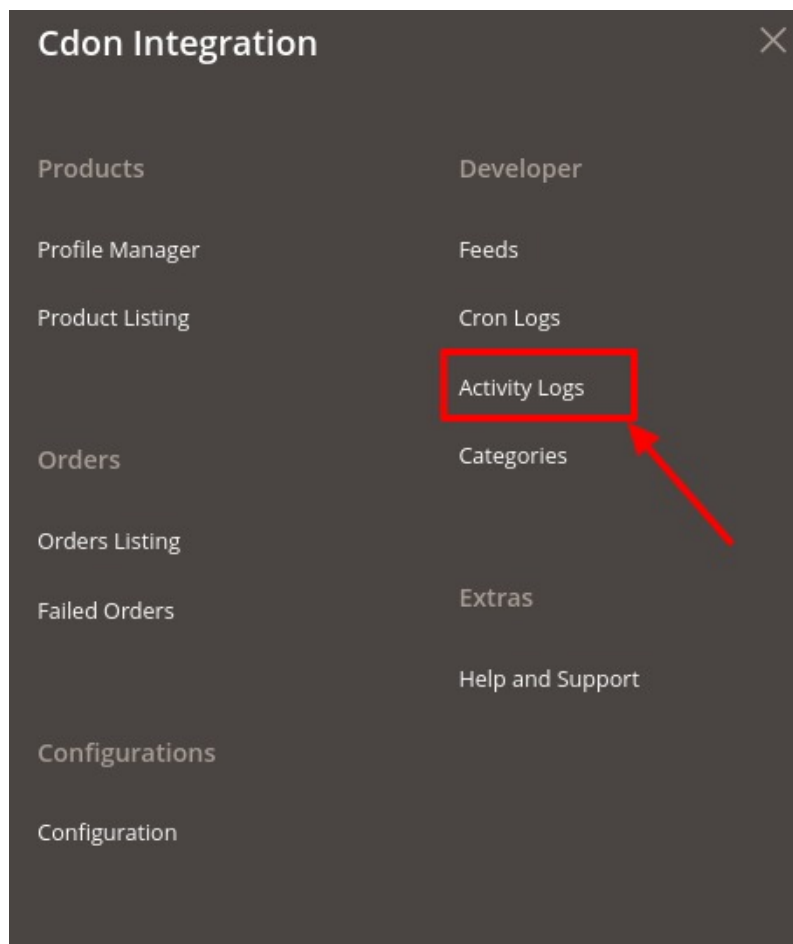 Cdon Integration
Products
Profile Manager
Product Listing
Orders
Orders Listing
Failed Orders
Configurations
Configuration
Developer
Feeds
Cron Logs
Activity Logs
Categories
Extras
Help and Support